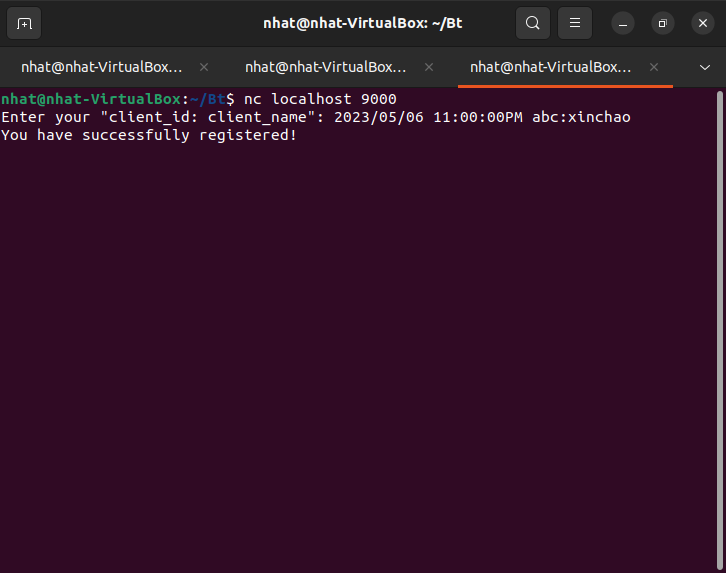 nhat@nhat-VirtualBox: ~/Bt
nhat@nhat-VirtualBox…
nhat@nhat-VirtualBox…
nhat@nhat-VirtualBox…
nhat@nhat-VirtualBox:~/Bt$ nc localhost 9000
Enter your "client_id: client_name": 2023/05/06 11:00:00PM abc:xinchao
You have successfully registered!